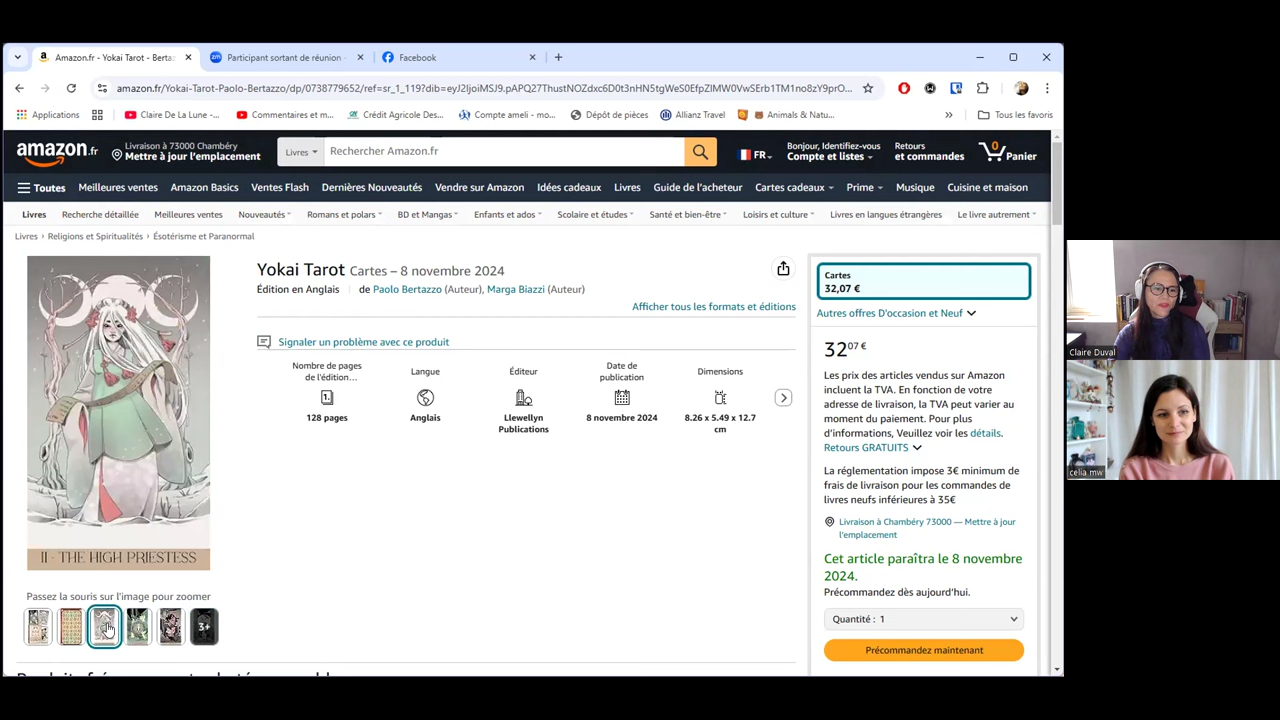 Amazon.fr - Yokai Tarot - Berta
Participant sortant de réunion -
Facebook
amazon.fr/Yokai-Tarot-Paolo-Bertazzo/dp/0738779652/ref=sr_1_119?
Applications
Claire De La Lune -...
Commentaires et m...
Crédit Agricole Des...
Compte ameli - mo...
Dépôt de pièces
Allianz Travel
Animals & Natu...
»
Tous les favoris
amazon.fr
Livraison à 73000 Chambéry
Mettre à jour l'emplacement
Livres
Rechercher Amazon.fr
FR
Bonjour, Identifiez-vous
Compte et listes
Retours
et commandes
0
Panier
Toutes
Meilleures ventes
Amazon Basics
Ventes Flash
Dernières Nouveautés
Vendre sur Amazon
Idées cadeaux
Livres
Guide de l'acheteur
Cartes cadeaux
Prime
Musique
Cuisine et maison
Livres
Recherche détaillée
Meilleures ventes
Nouveautés
Romans et polars
BD et Mangas
Enfants et ados
Scolaire et études
Santé et bien-être
Loisirs et culture
Livres en langues étrangères
Le livre autrement
Livres › Religions et Spiritualités › Ésotérisme et Paranormal
II - THE HIGH PRIESTESS
Passez la souris sur l'image pour zoomer
3+
Yokai Tarot Cartes – 8 novembre 2024
Édition en Anglais
de Paolo Bertazzo (Auteur), Marga Biazzi (Auteur)
Afficher tous les formats et éditions
Signaler un problème avec ce produit
Nombre de pages
de l'édition...
128 pages
Langue
Anglais
Éditeur
Llewellyn
Publications
Date de
publication
8 novembre 2024
Dimensions
8.26 x 5.49 x 12.7
cm
Cartes
32,07 €
Autres offres D'occasion et Neuf
32 07 €
Les prix des articles vendus sur Amazon
incluent la TVA. En fonction de votre
adresse de livraison, la TVA peut varier au
moment du paiement. Pour plus
d'informations, Veuillez voir les détails.
Retours GRATUITS
La réglementation impose 3€ minimum de
frais de livraison pour les commandes de
livres neufs inférieures à 35€
Livraison à Chambéry 73000 — Mettre à jour
l'emplacement
Cet article paraîtra le 8 novembre
2024.
Précommandez dès aujourd'hui.
Quantité : 1
Précommandez maintenant
Claire Duval
celia mw